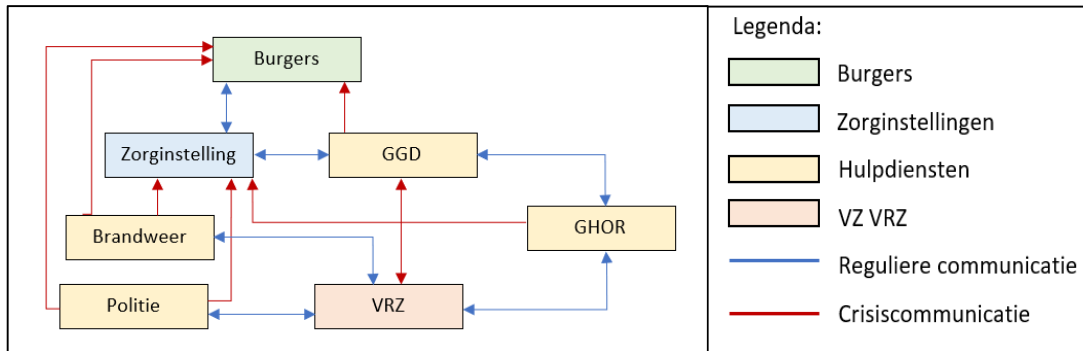 Burgers
Zorginstelling
GGD
GHOR
Brandweer
Politie
VRZ
Legenda:
Burgers
Zorginstellingen
Hulpdiensten
VZ VRZ
Reguliere communicatie
Crisiscommunicatie